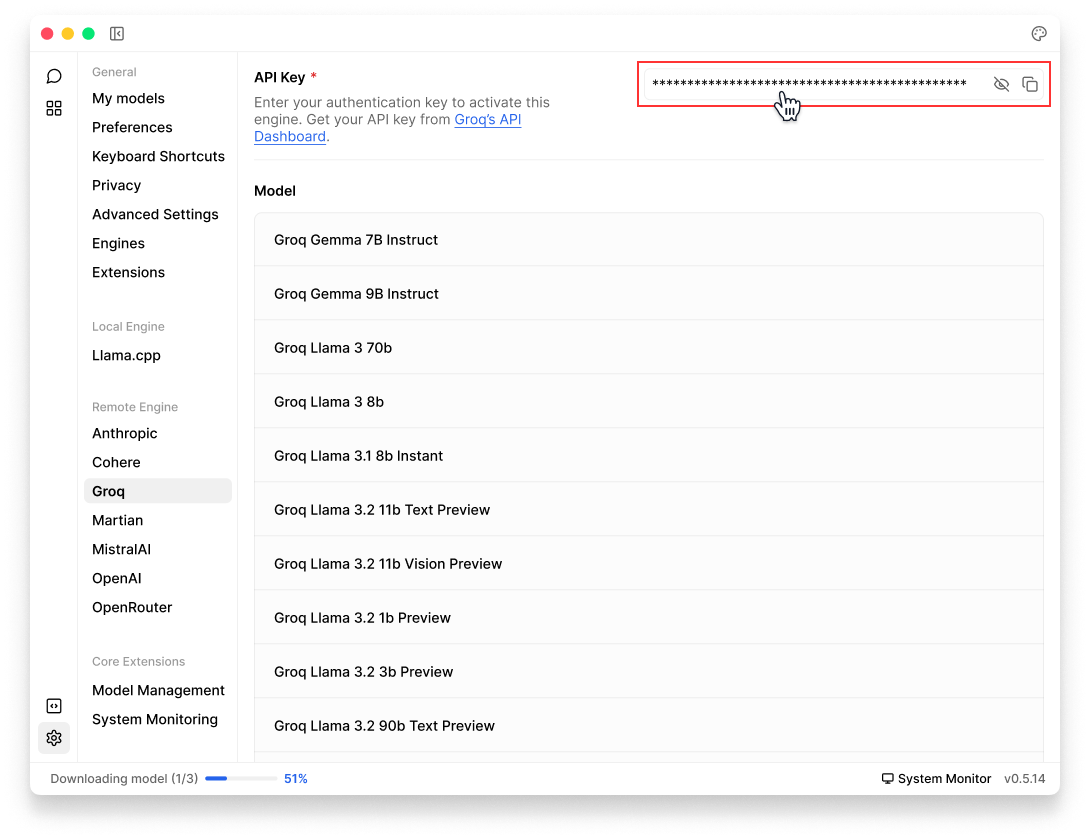 General
My models
Preferences
Keyboard Shortcuts
Privacy
Advanced Settings
Engines
Extensions
Local Engine
Llama.cpp
Remote Engine
Anthropic
Cohere
Groq
Martian
MistralAI
OpenAI
OpenRouter
Core Extensions
Model Management
System Monitoring
API Key *
Enter your authentication key to activate this
engine. Get your API key from Groq's API
Dashboard.
*********************************************
Model
Groq Gemma 7B Instruct
Groq Gemma 9B Instruct
Groq Llama 3 70b
Groq Llama 3 8b
Groq Llama 3.1 8b Instant
Groq Llama 3.2 11b Text Preview
Groq Llama 3.2 11b Vision Preview
Groq Llama 3.2 1b Preview
Groq Llama 3.2 3b Preview
Groq Llama 3.2 90b Text Preview
Downloading model (1/3) 51%
System Monitor v0.5.14